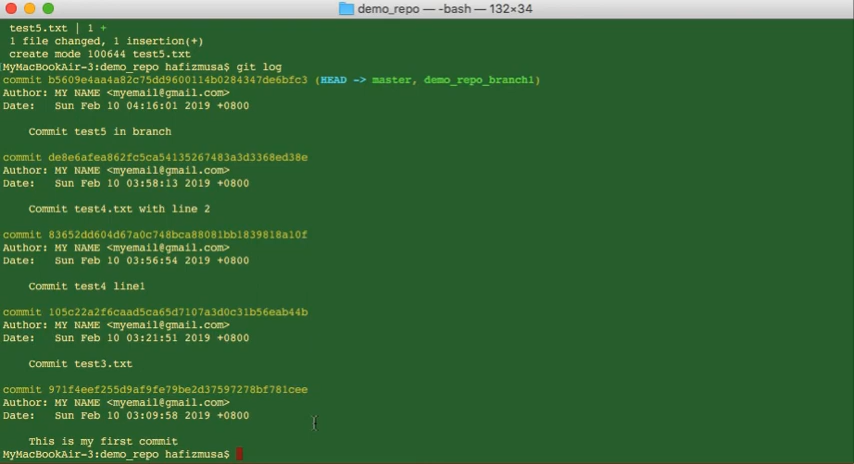 demo_repo — -bash — 132×34
test5.txt | 1 +
1 file changed, 1 insertion(+)
create mode 100644 test5.txt
MyMacBookAir-3:demo_repo hafizmusa$ git log
commit b5609e4aa4a82c75dd9600114b0284347de6bfc3 (HEAD -> master, demo_repo_branch1)
Author: MY NAME <myemail@gmail.com>
Date: Sun Feb 10 04:16:01 2019 +0800
Commit test5 in branch
commit de8e6afea862fc5ca54135267483a3d3368ed38e
Author: MY NAME <myemail@gmail.com>
Date: Sun Feb 10 03:58:13 2019 +0800
Commit test4.txt with line 2
commit 83652dd604d67a0c748bca88081bb1839818a10f
Author: MY NAME <myemail@gmail.com>
Date: Sun Feb 10 03:56:54 2019 +0800
Commit test4 line1
commit 105c22a2f6caad5ca65d7107a3d0c31b56eab44b
Author: MY NAME <myemail@gmail.com>
Date: Sun Feb 10 03:21:51 2019 +0800
Commit test3.txt
commit 971f4eef255d9af9fe79be2d37597278bf781cee
Author: MY NAME <myemail@gmail.com>
Date: Sun Feb 10 03:09:58 2019 +0800
This is my first commit
MyMacBookAir-3:demo_repo hafizmusa$